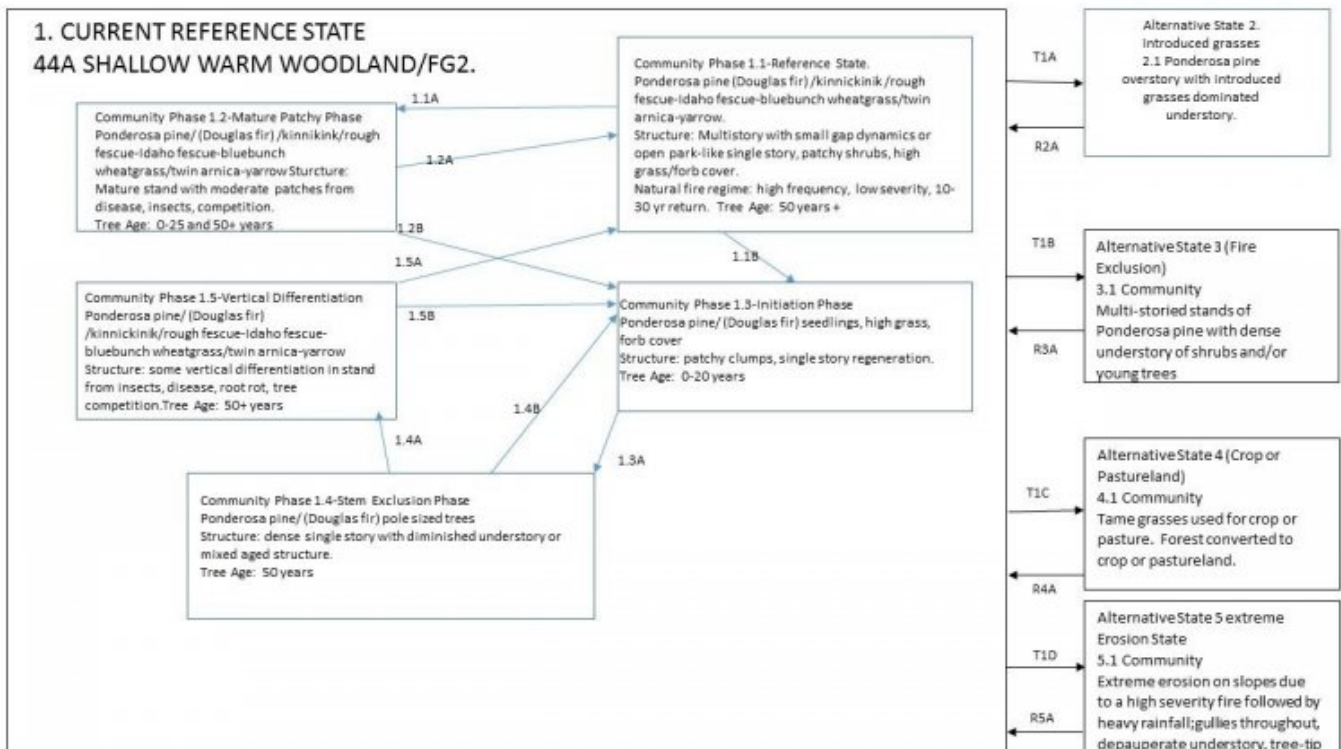 1. CURRENT REFERENCE STATE
44A SHALLOW WARM WOODLAND/FG2.
Community Phase 1.1-Reference State.
Ponderosa pine (Douglas fir) /kinnickinik /rough
fescue-Idaho fescue-bluebunch wheatgrass/twin
arnica-yarrow.
Structure: Multistory with small gap dynamics or
open park-like single story, patchy shrubs, high
grass/forb cover.
Natural fire regime: high frequency, low severity, 10-
30 yr return. Tree Age: 50 years +
1.1A
Community Phase 1.2-Mature Patchy Phase
Ponderosa pine/ (Douglas fir) /kinnikink/rough
fescue-Idaho fescue-bluebunch
wheatgrass/twin arnica-yarrow Sturcture:
Mature stand with moderate patches from
disease, insects, competition.
Tree Age: 0-25 and 50+ years
1.2A
1.2B
1.5A
1.1B
Community Phase 1.5-Vertical Differentiation
Ponderosa pine/ (Douglas fir)
/kinnickinik/rough fescue-Idaho fescue-
bluebunch wheatgrass/twin arnica-yarrow
Structure: some vertical differentiation in stand
from insects, disease, root rot, tree
competition.Tree Age: 50+ years
1.5B
Community Phase 1.3-Initiation Phase
Ponderosa pine/ (Douglas fir) seedlings, high grass,
forb cover
Structure: patchy clumps, single story regeneration.
Tree Age: 0-20 years
1.4B
1.4A
1.3A
Community Phase 1.4-Stem Exclusion Phase
Ponderosa pine/ (Douglas fir) pole sized trees
Structure: dense single story with diminished understory or
mixed aged structure.
Tree Age: 50 years
T1A
R2A
Alternative State 2.
Introduced grasses
2.1 Ponderosa pine
overstory with introduced
grasses dominated
understory.
T1B
R3A
Alternative State 3 (Fire
Exclusion)
3.1 Community
Multi-storied stands of
Ponderosa pine with dense
understory of shrubs and/or
young trees
T1C
R4A
Alternative State 4 (Crop or
Pastureland)
4.1 Community
Tame grasses used for crop or
pasture. Forest converted to
crop or pastureland.
T1D
R5A
Alternative State 5 extreme
Erosion State
5.1 Community
Extreme erosion on slopes due
to a high severity fire followed by
heavy rainfall;gullies throughout,
depauperate understory, tree-tip